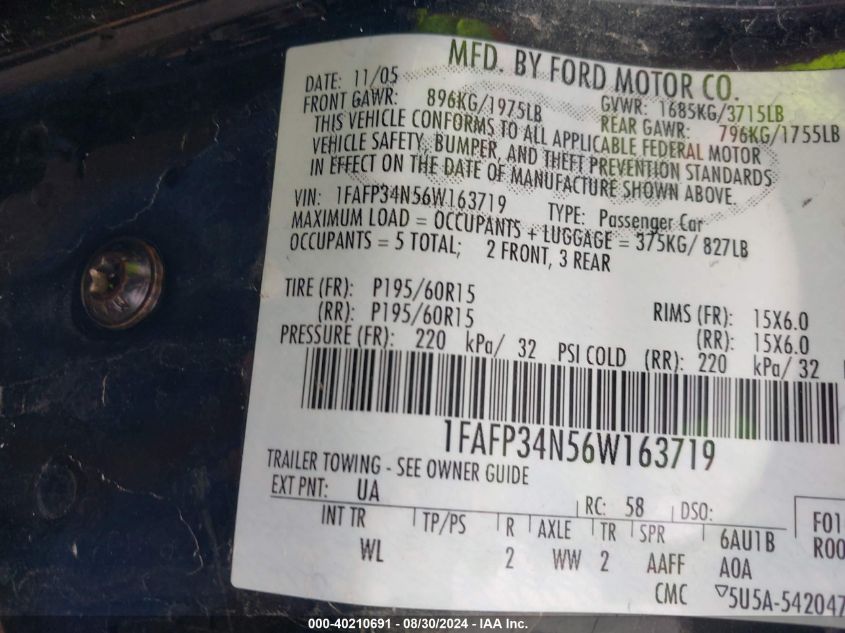 MFD. BY FORD MOTOR CO.
DATE: 11/05 GVWR: 1685KG/3715LB
FRONT GAWR: 896KG/1975LB REAR GAWR: 796KG/1755LB
THIS VEHICLE CONFORMS TO ALL APPLICABLE FEDERAL MOTOR
VEHICLE SAFETY, BUMPER, AND THEFT PREVENTION STANDARDS
IN EFFECT ON THE DATE OF MANUFACTURE SHOWN ABOVE.
VIN: 1FAFP34N56W163719 TYPE: Passenger Car
MAXIMUM LOAD = OCCUPANTS + LUGGAGE = 375KG/ 827LB
OCCUPANTS = 5 TOTAL; 2 FRONT, 3 REAR
TIRE (FR): P195/60R15 RIMS (FR): 15X6.0
(RR): P195/60R15 (RR): 15X6.0
PRESSURE (FR): 220 kPa/ 32 PSI COLD (RR): 220 kPa/ 32
1FAFP34N56W163719
TRAILER TOWING - SEE OWNER GUIDE
EXT PNT: UA RC: 58 DSO:
INT TR TP/PS R AXLE TR SPR 6AU1B F01
WL 2 WW 2 AAFF A0A R00
CMC 5U5A-542047
000-40210691 - 08/30/2024 - IAA Inc.